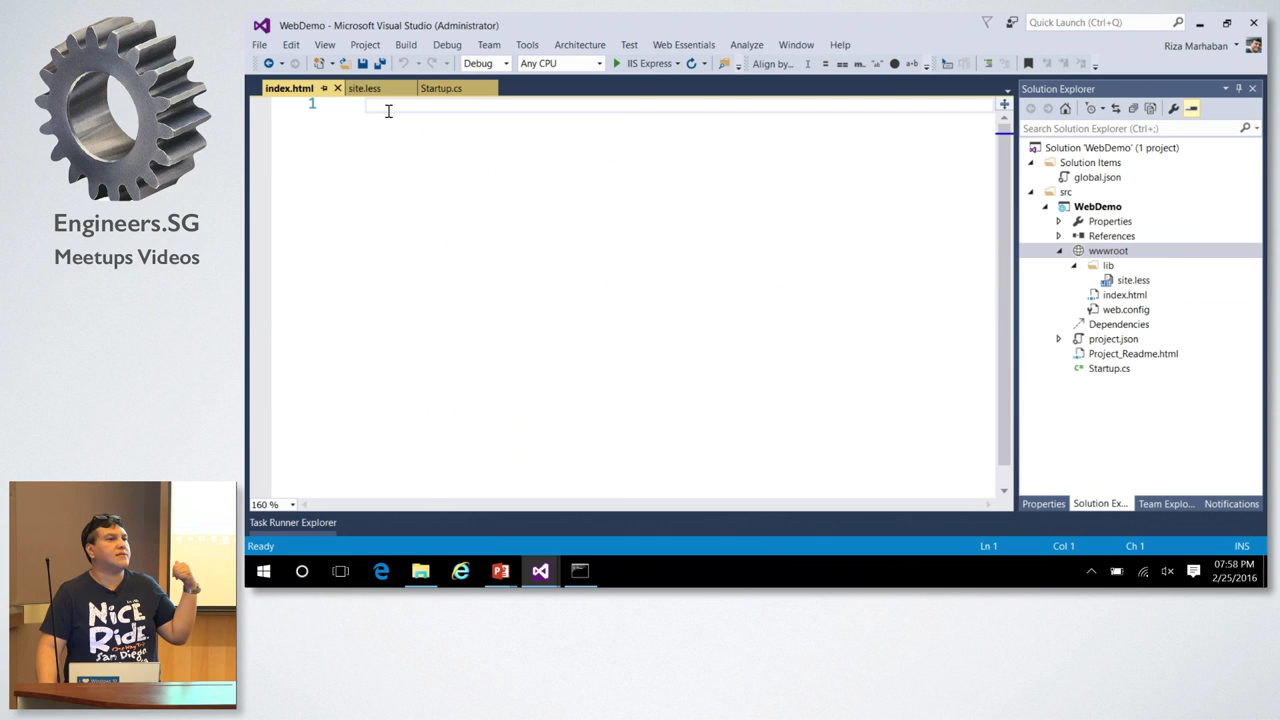 Engineers.SG
Meetups Videos
WebDemo - Microsoft Visual Studio (Administrator)
Quick Launch (Ctrl+Q)
File Edit View Project Build Debug Team Tools Architecture Test Web Essentials Analyze Window Help
Riza Marhaban
Debug Any CPU IIS Express Align by...
index.html site.less Startup.cs
1
160 %
Task Runner Explorer
Ready Ln 1 Col 1 Ch 1 INS
Solution Explorer
Search Solution Explorer (Ctrl+;)
Solution 'WebDemo' (1 project)
Solution Items
global.json
src
WebDemo
Properties
References
wwwroot
lib
site.less
index.html
web.config
Dependencies
project.json
Project_Readme.html
Startup.cs
Properties Solution Ex... Team Explo... Notifications
07:58 PM
2/25/2016
NICE
RIDE.
San Diego
Windows 10